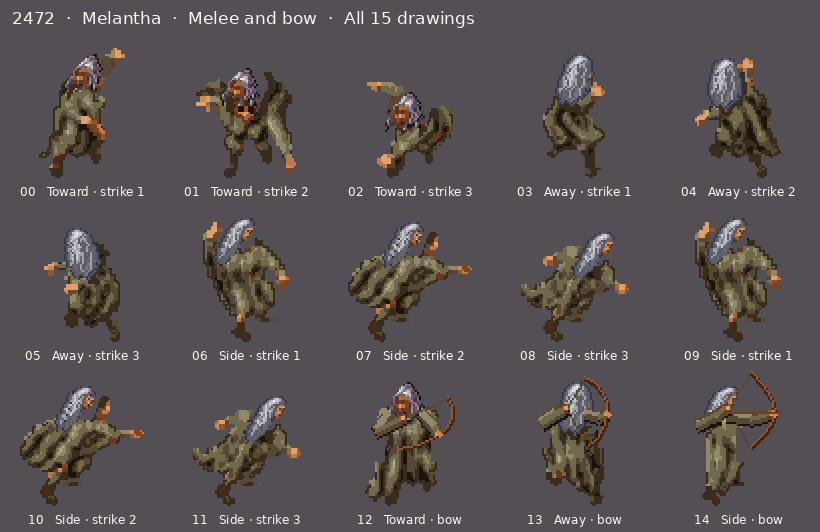 2472 · Melantha · Melee and bow · All 15 drawings
00 Toward · strike 1
01 Toward · strike 2
02 Toward · strike 3
03 Away · strike 1
04 Away · strike 2
05 Away · strike 3
06 Side · strike 1
07 Side · strike 2
08 Side · strike 3
09 Side · strike 1
10 Side · strike 2
11 Side · strike 3
12 Toward · bow
13 Away · bow
14 Side · bow